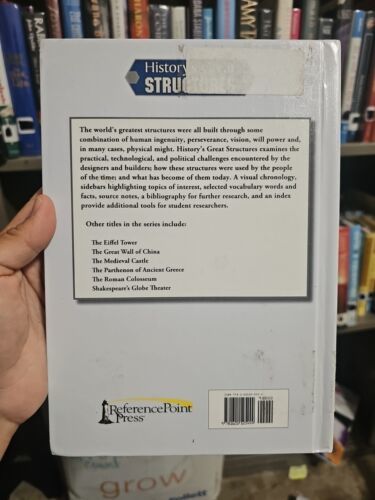 History's Great
STRUCTURES
The world's greatest structures were all built through some
combination of human ingenuity, perseverance, vision, will power and,
in many cases, physical might. History's Great Structures examines the
practical, technological, and political challenges encountered by the
designers and builders; how these structures were used by the people
of the time; and what has become of them today. A visual chronology,
sidebars highlighting topics of interest, selected vocabulary words and
facts, source notes, a bibliography for further research, and an index
provide additional tools for student researchers.
Other titles in the series include:
The Eiffel Tower
The Great Wall of China
The Medieval Castle
The Parthenon of Ancient Greece
The Roman Colosseum
Shakespeare's Globe Theater
ReferencePoint
Press
grow